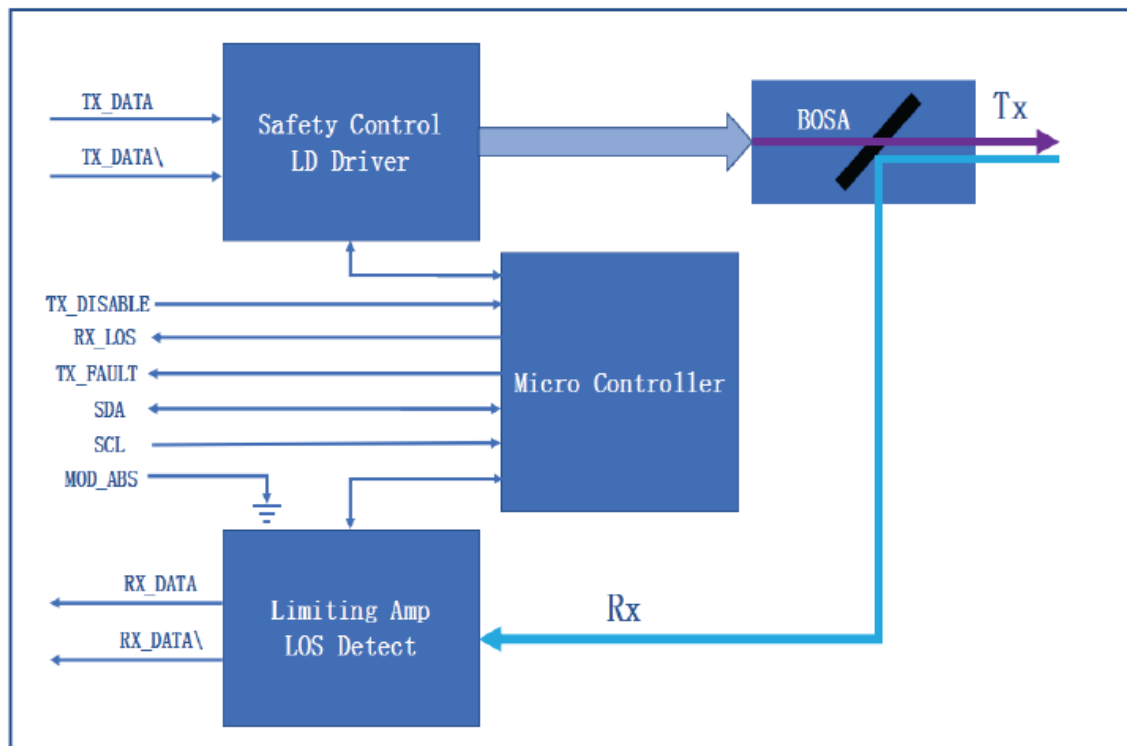 TX_DATA
TX_DATA\
Safety Control
LD Driver
BOSA
Tx
TX_DISABLE
RX_LOS
TX_FAULT
SDA
SCL
MOD_ABS
Micro Controller
RX_DATA
RX_DATA\
Limiting Amp
LOS Detect
Rx